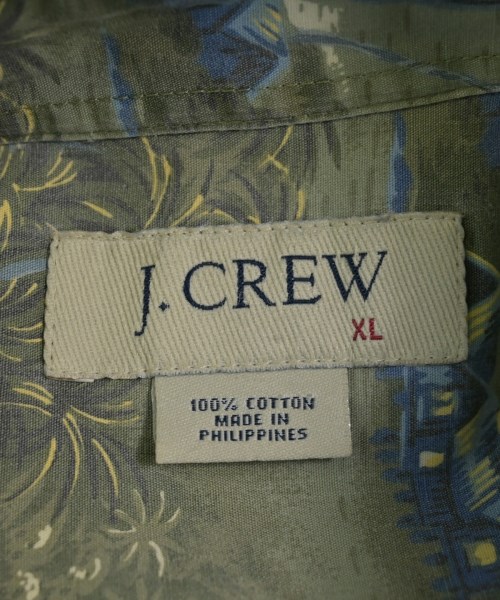 J. CREW
XL
100% COTTON
MADE IN
PHILIPPINES